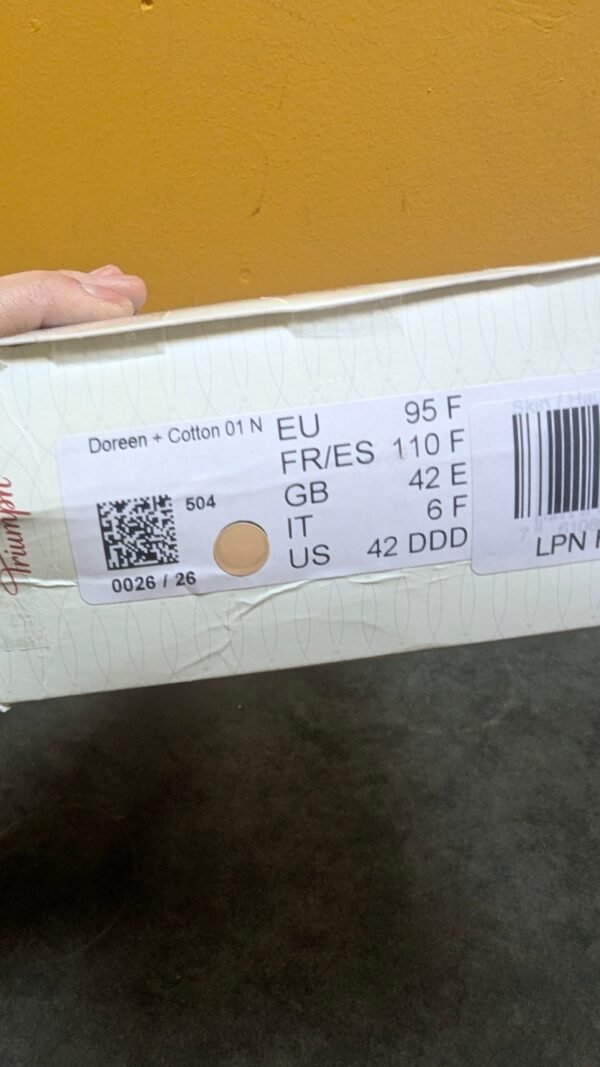 Triumph
Doreen + Cotton 01 N
504
0026 / 26
EU 95 F
FR/ES 110 F
GB 42 E
IT 6 F
US 42 DDD
Skin /
LPN